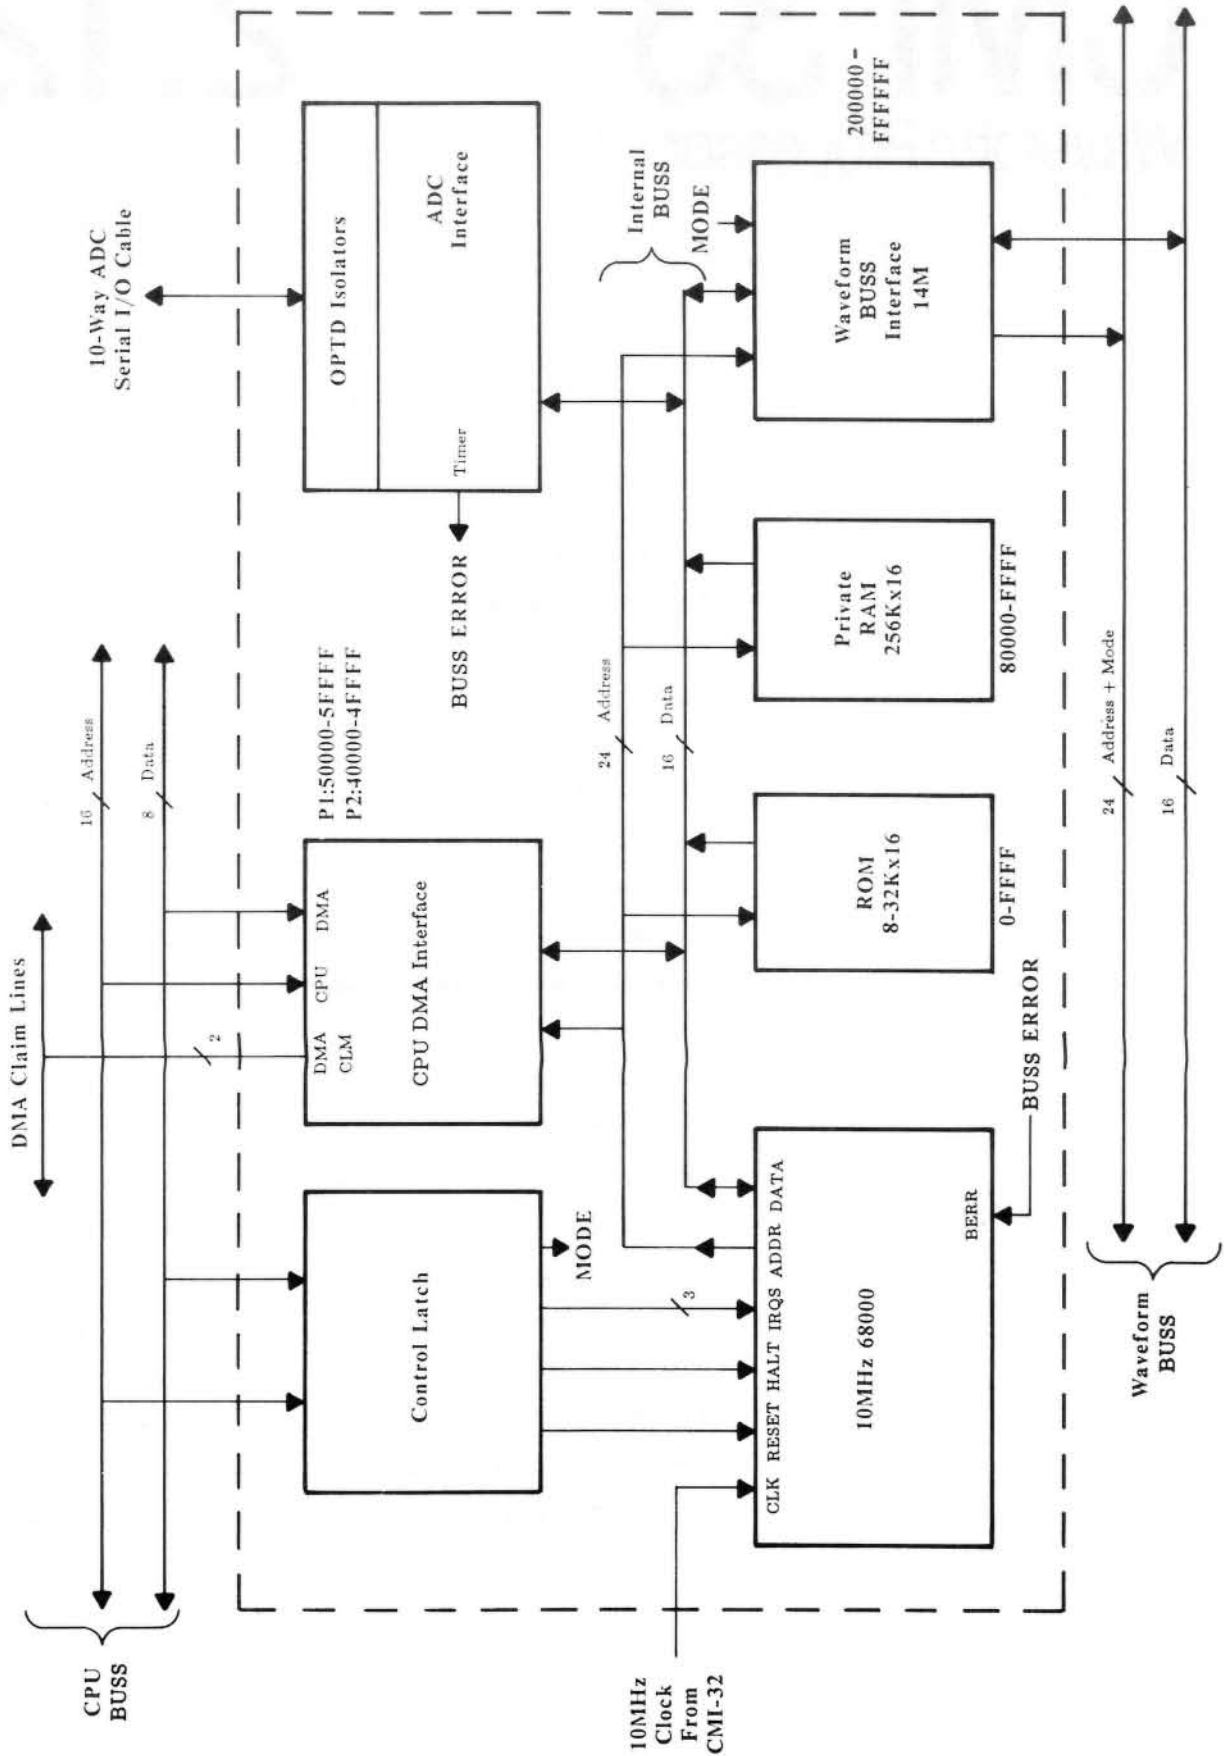 DMA Claim Lines
CPU
BUSS
16 Address
8 Data
10-Way ADC
Serial I/O Cable
Control Latch
MODE
DMA
CLM
CPU
DMA
CPU DMA Interface
2
P1:50000-5FFFF
P2:40000-4FFFF
OPTD Isolators
ADC
Interface
Timer
BUSS ERROR
3
24 Address
16 Data
Internal
BUSS
MODE
10MHz
Clock
From
CMI-32
CLK RESET HALT IRQS ADDR DATA
10MHz 68000
BERR
BUSS ERROR
ROM
8-32Kx16
0-FFFF
Private
RAM
256Kx16
80000-FFFF
Waveform
BUSS
Interface
14M
200000-
FFFFFF
Waveform
BUSS
24 Address + Mode
16 Data